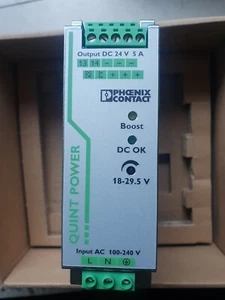 Output DC 24 V 5 A
13 14 − − −
+ + +
PHŒNIX
CONTACT
Boost
DC OK
18-29.5 V
QUINT POWER
Input AC 100-240 V
L N